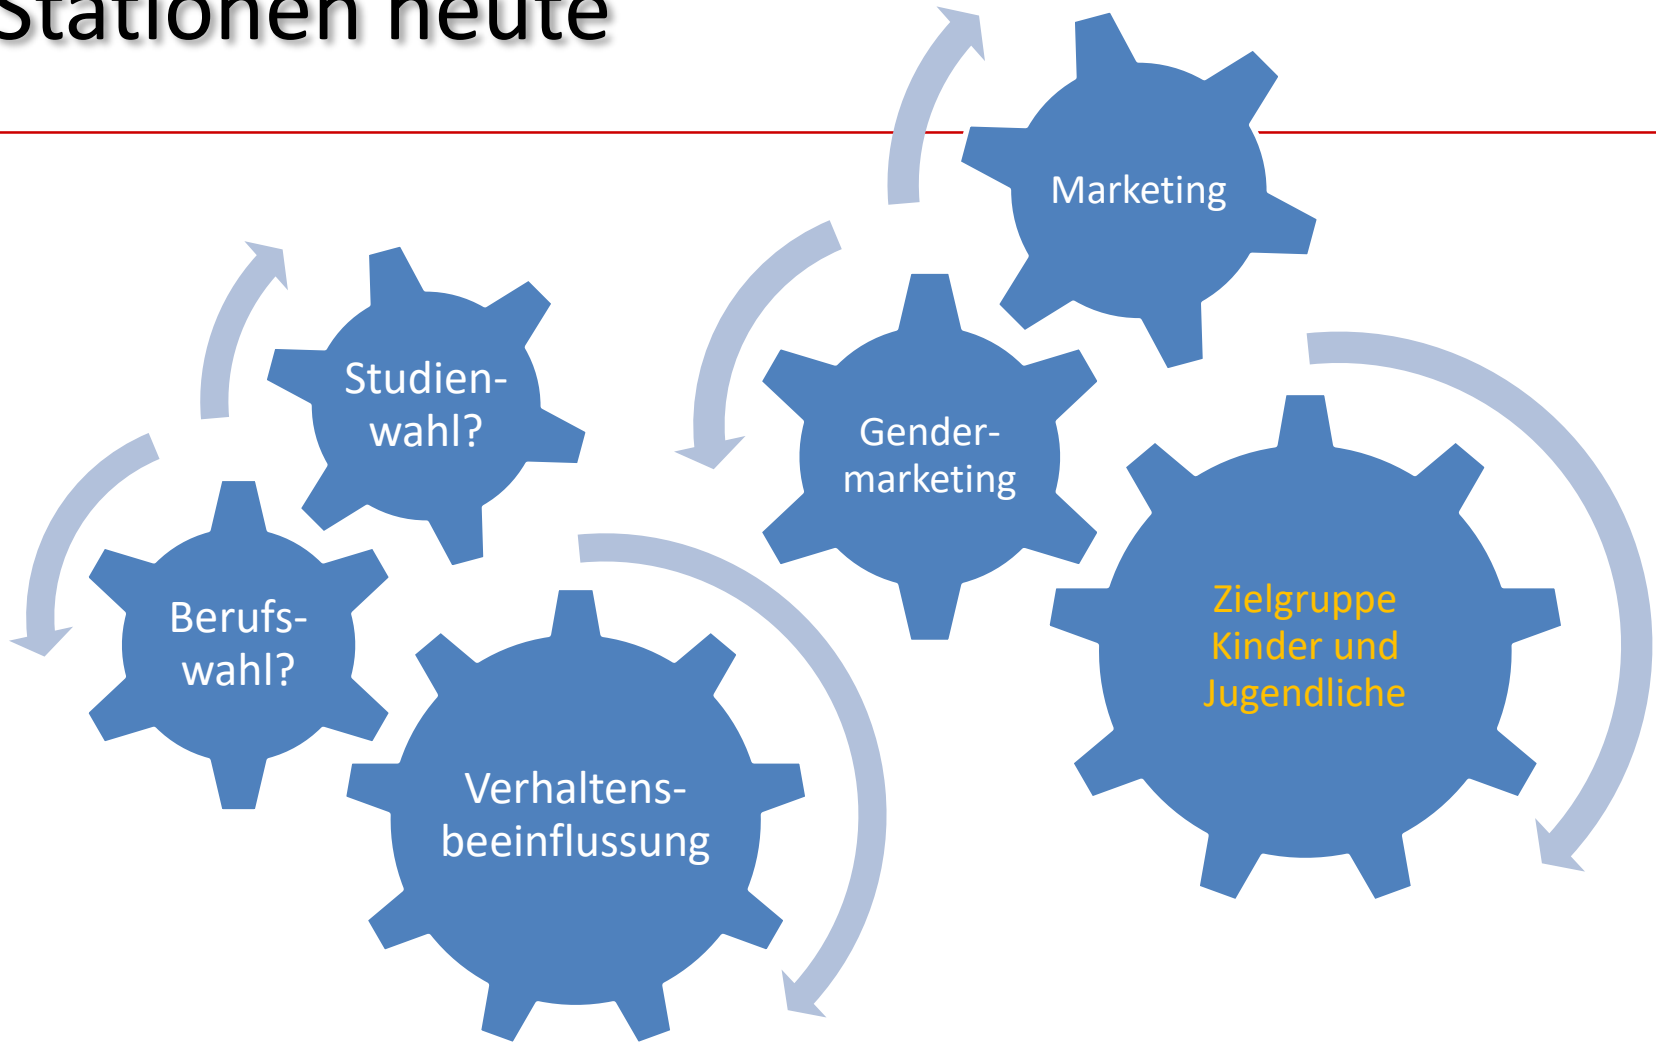 Stationen heute
Marketing
Gender-
marketing
Zielgruppe
Kinder und
Jugendliche
Studien-
wahl?
Berufs-
wahl?
Verhaltens-
beeinflussung